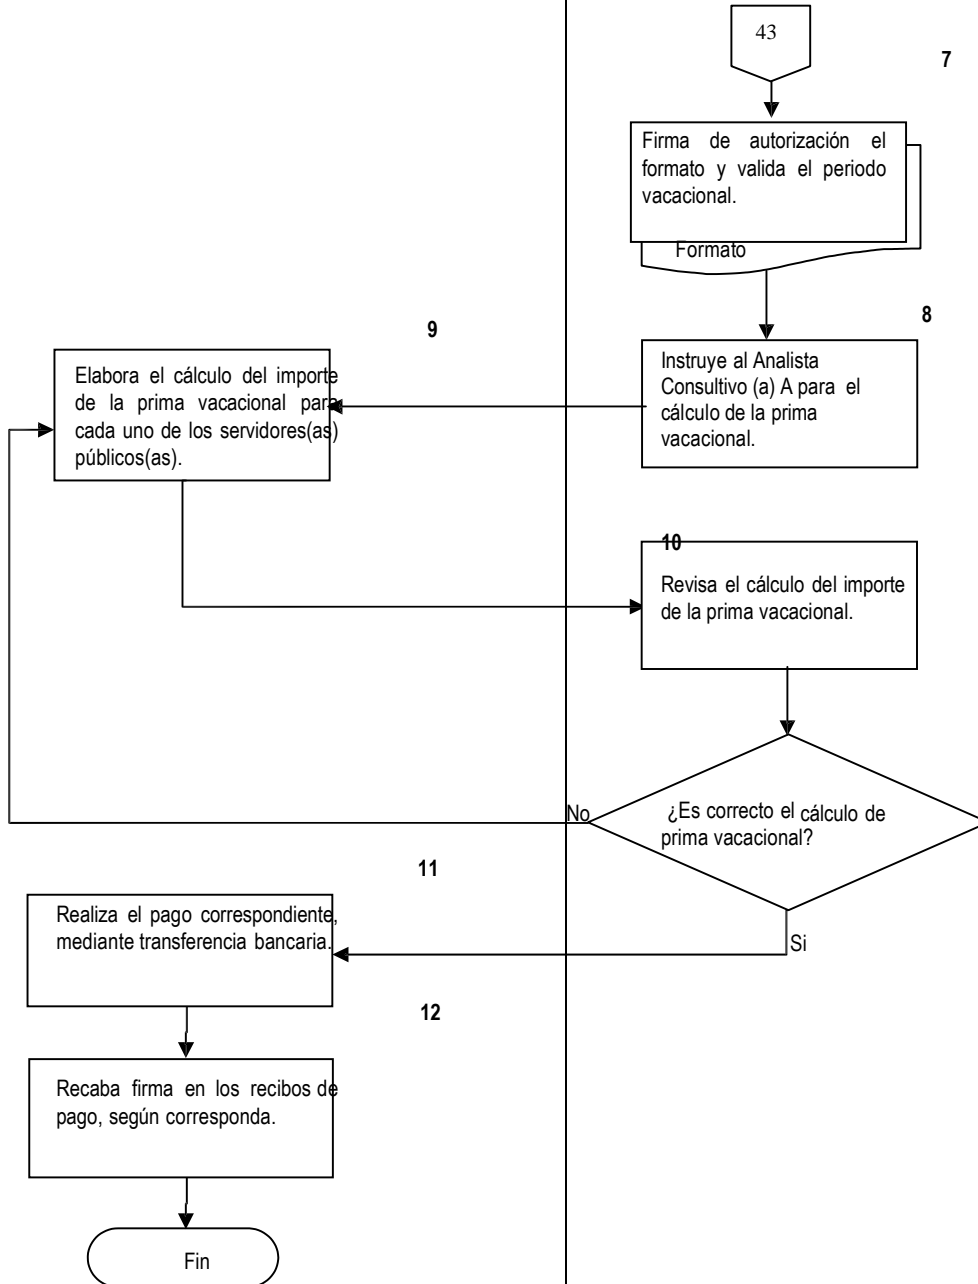 43
7
Firma de autorización el
formato y valida el periodo
vacacional.
Formato
8
Instruye al Analista
Consultivo (a) A para el
cálculo de la prima
vacacional.
9
Elabora el cálculo del importe
de la prima vacacional para
cada uno de los servidores(as)
públicos(as).
10
Revisa el cálculo del importe
de la prima vacacional.
¿Es correcto el cálculo de
prima vacacional?
No
Si
11
Realiza el pago correspondiente,
mediante transferencia bancaria.
12
Recaba firma en los recibos de
pago, según corresponda.
Fin